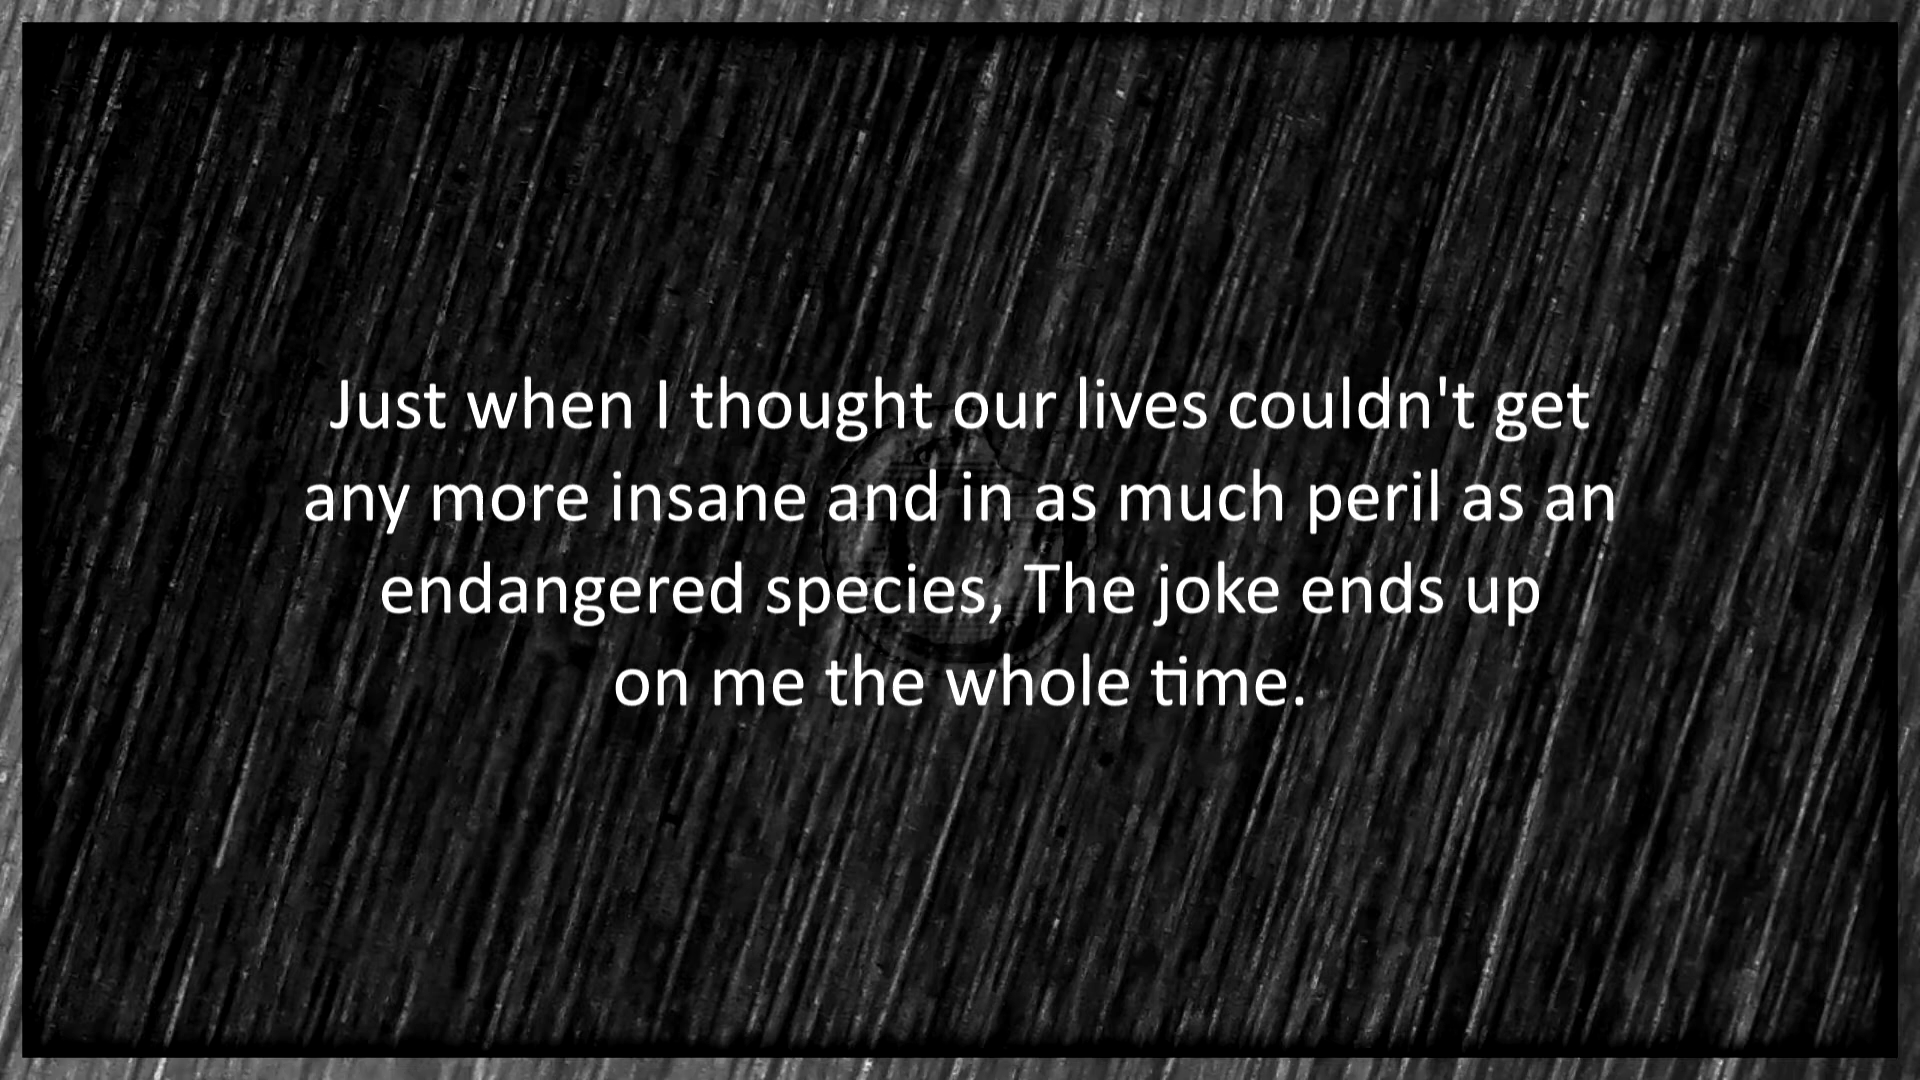 Just when I thought our lives couldn't get
any more insane and in as much peril as an
endangered species, The joke ends up
on me the whole time.